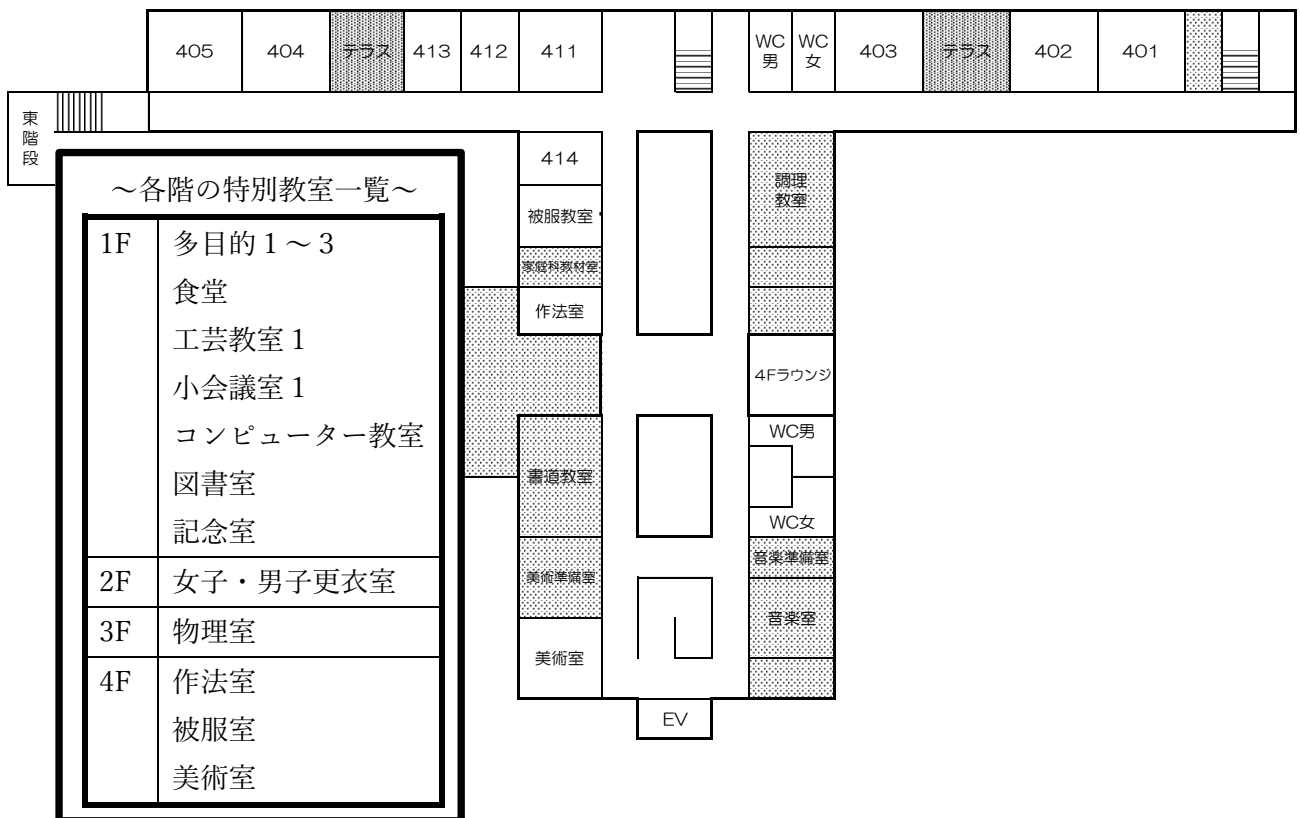 405
404
テラス
413
412
411
WC
男
WC
女
403
テラス
402
401
東階段
414
被服教室
家庭科教材室
作法室
調理
教室
4Fラウンジ
WC男
WC女
書道教室
美術準備室
美術室
音楽準備室
音楽室
EV
～各階の特別教室一覧～
1F 多目的1～3
食堂
工芸教室1
小会議室1
コンピューター教室
図書室
記念室
2F 女子・男子更衣室
3F 物理室
4F 作法室
被服室
美術室